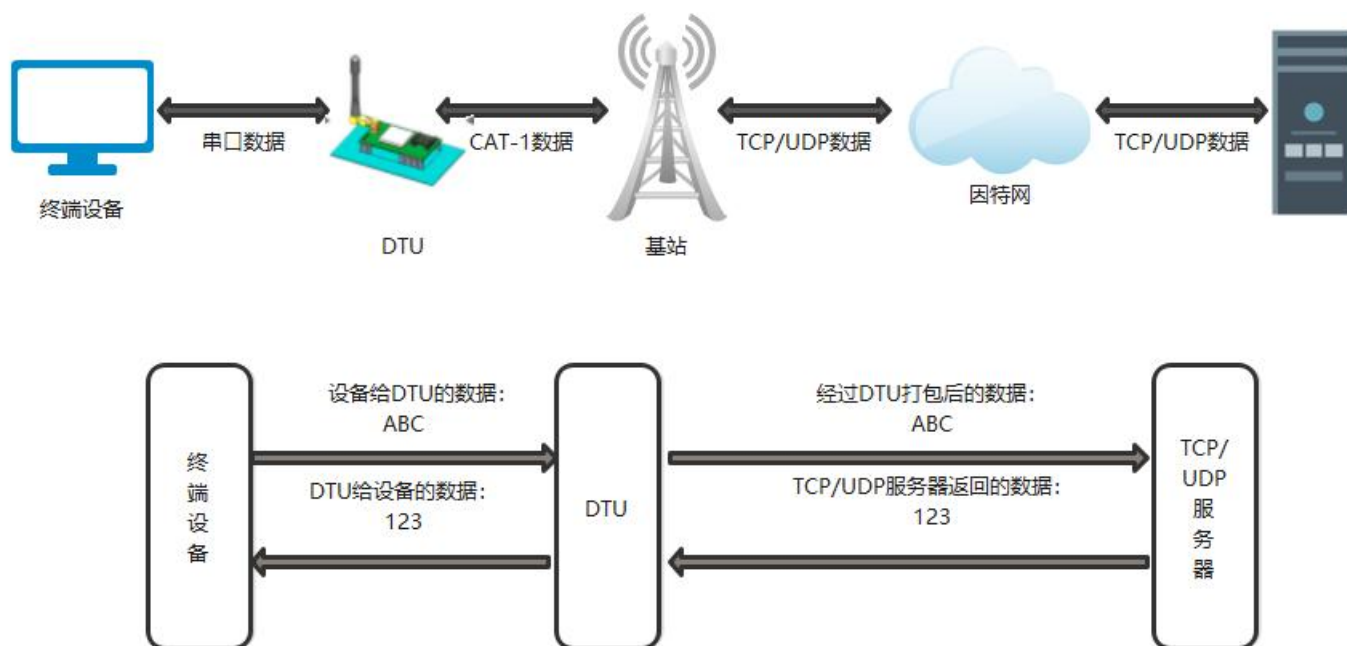 串口数据
CAT-1数据
TCP/UDP数据
TCP/UDP数据
终端设备
DTU
基站
因特网
设备给DTU的数据：
ABC
经过DTU打包后的数据：
ABC
终
端
设
备
DTU给设备的数据：
123
DTU
TCP/UDP服务器返回的数据：
123
TCP/
UDP
服
务
器